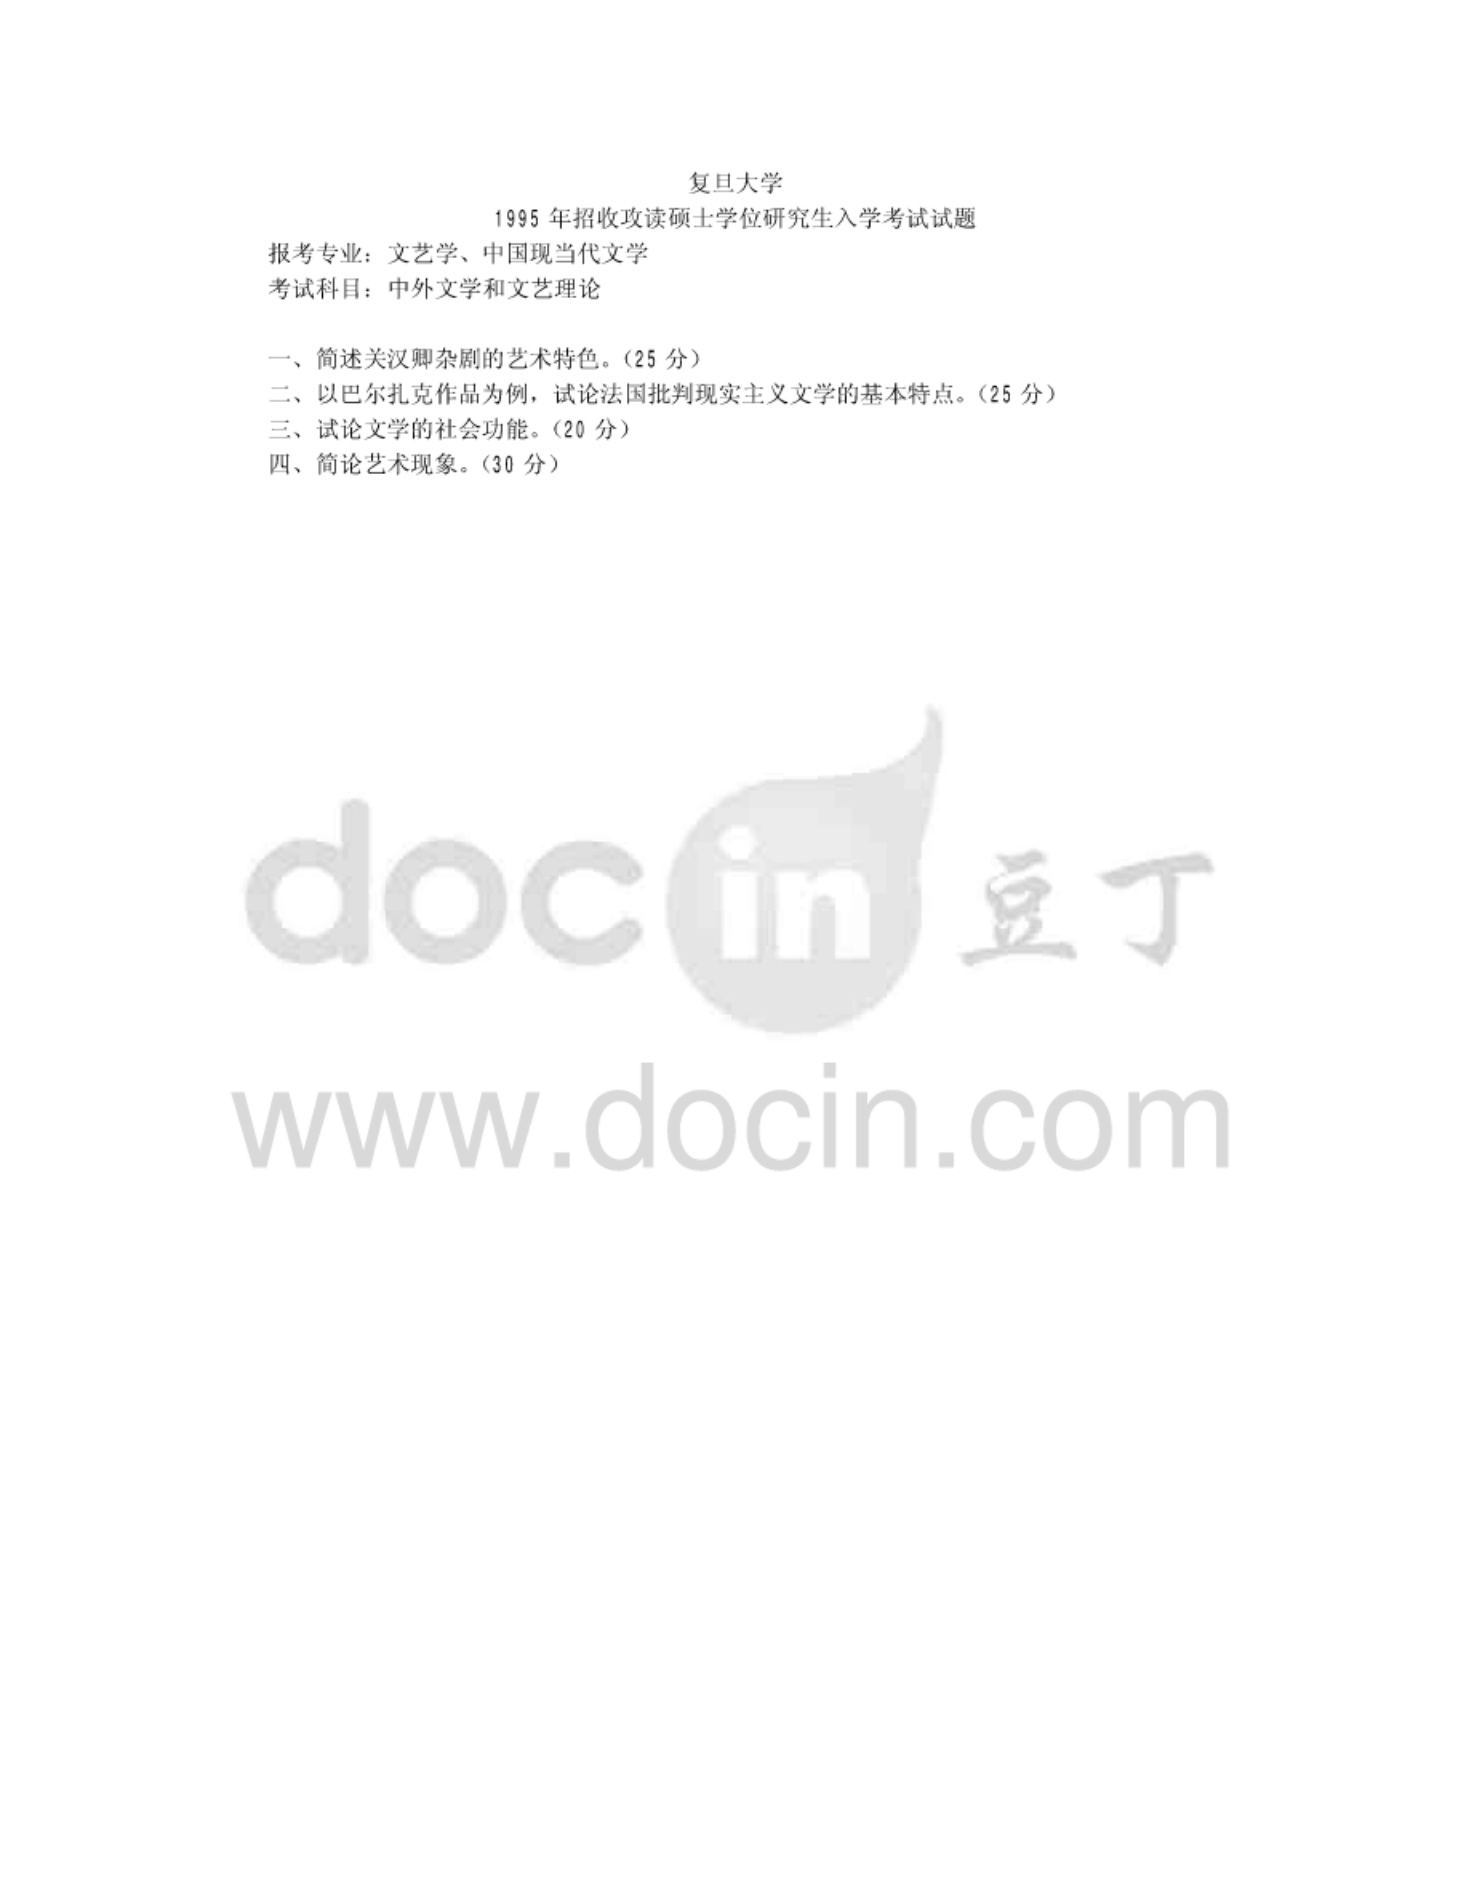 复旦大学
1995 年招收攻读硕士学位研究生入学考试试题
报考专业：文艺学、中国现当代文学
考试科目：中外文学和文艺理论
一、简述关汉卿杂剧的艺术特色。（25 分）
二、以巴尔扎克作品为例，试论法国批判现实主义文学的基本特点。（25 分）
三、试论文学的社会功能。（20 分）
四、简论艺术现象。（30 分）
docin 豆丁
www.docin.com